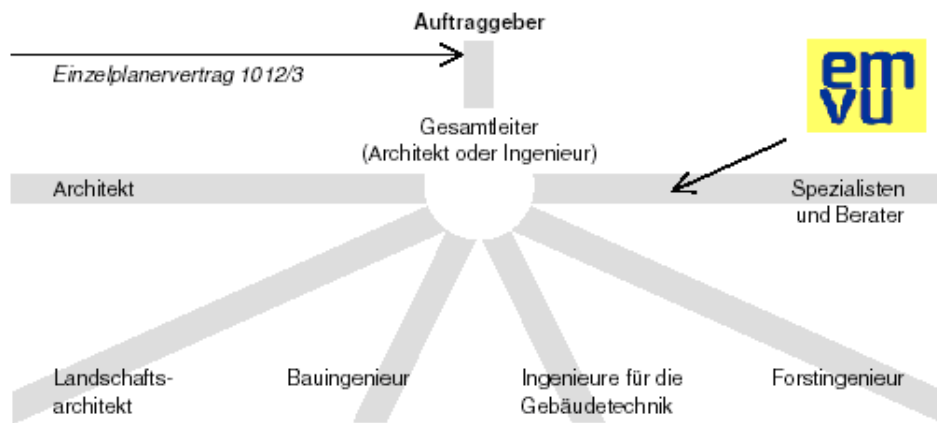 Auftraggeber
Einzelplanervertrag 1012/3
em
vu
Gesamtleiter
(Architekt oder Ingenieur)
Architekt
Spezialisten
und Berater
Landschafts-
architekt
Bauingenieur
Ingenieure für die
Gebäudetechnik
Forstingenieur